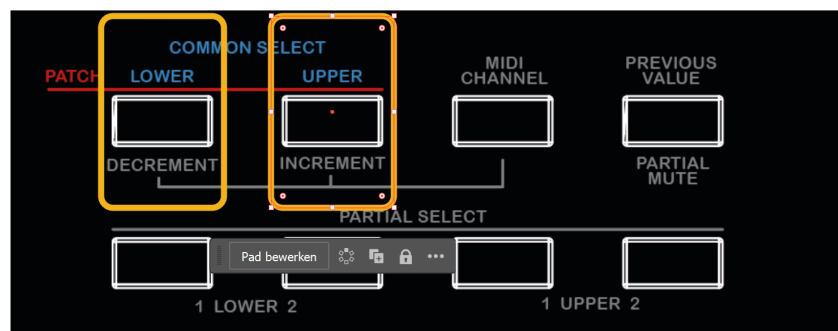 COMMON SELECT
PATCH LOWER UPPER
MIDI
CHANNEL
PREVIOUS
VALUE
DECREMENT
INCREMENT
PARTIAL
MUTE
PARTIAL SELECT
Pad bewerken
1 LOWER 2
1 UPPER 2